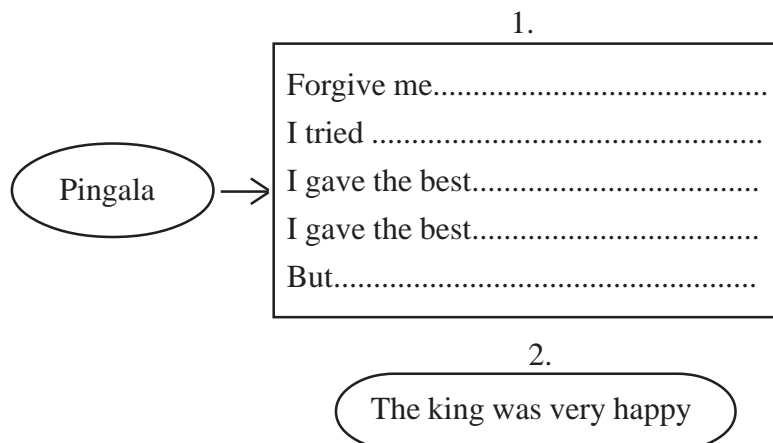 1.
Forgive me..........................................
I tried .................................................
I gave the best....................................
I gave the best....................................
But.....................................................
Pingala
2.
The king was very happy